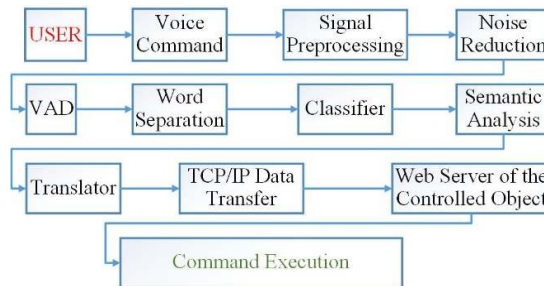 USER
Voice
Command
Signal
Preprocessing
Noise
Reduction
VAD
Word
Separation
Classifier
Semantic
Analysis
Translator
TCP/IP Data
Transfer
Web Server of the
Controlled Object
Command Execution